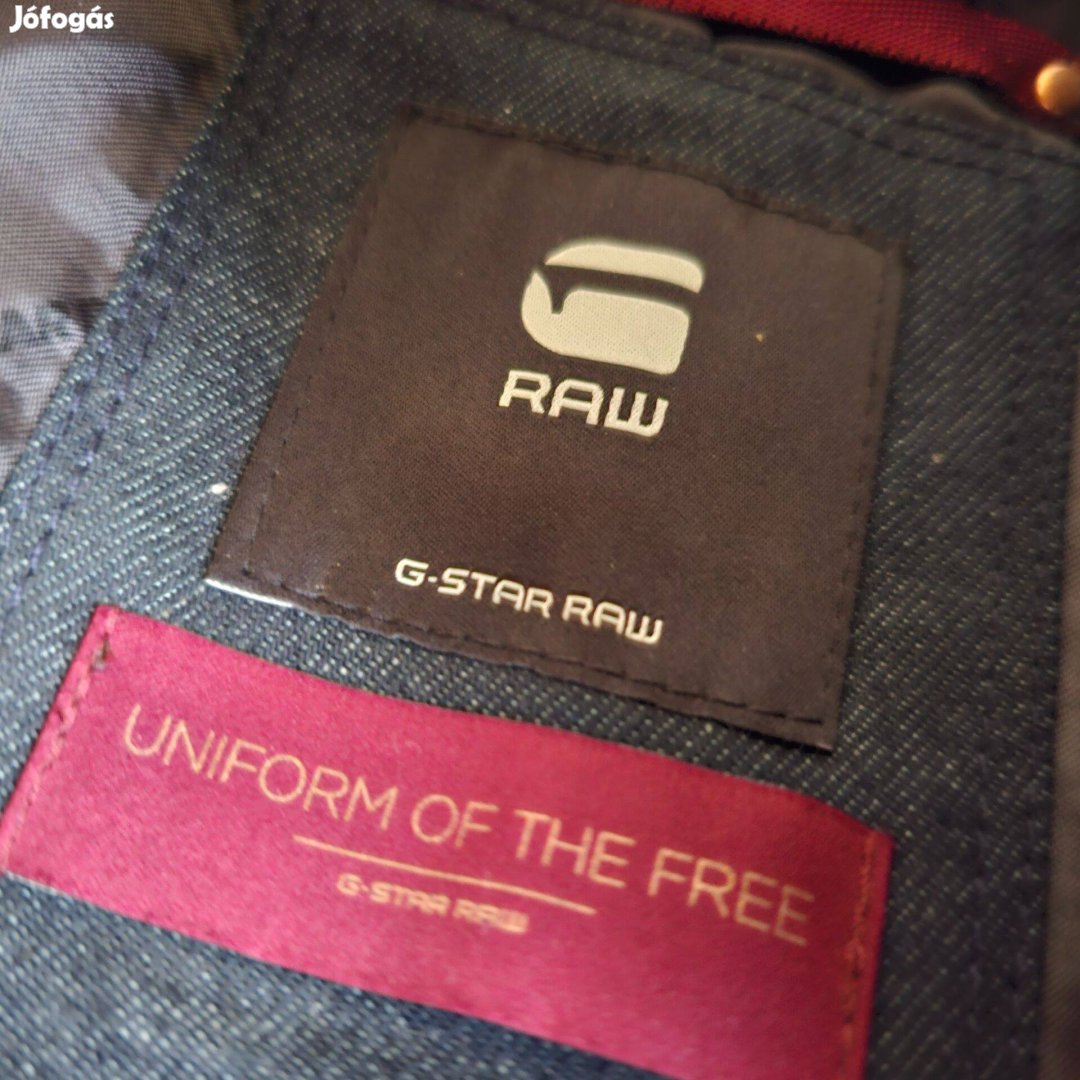 Jófogás
RAW
G-STAR RAW
UNIFORM OF THE FREE
G-STAR RAW